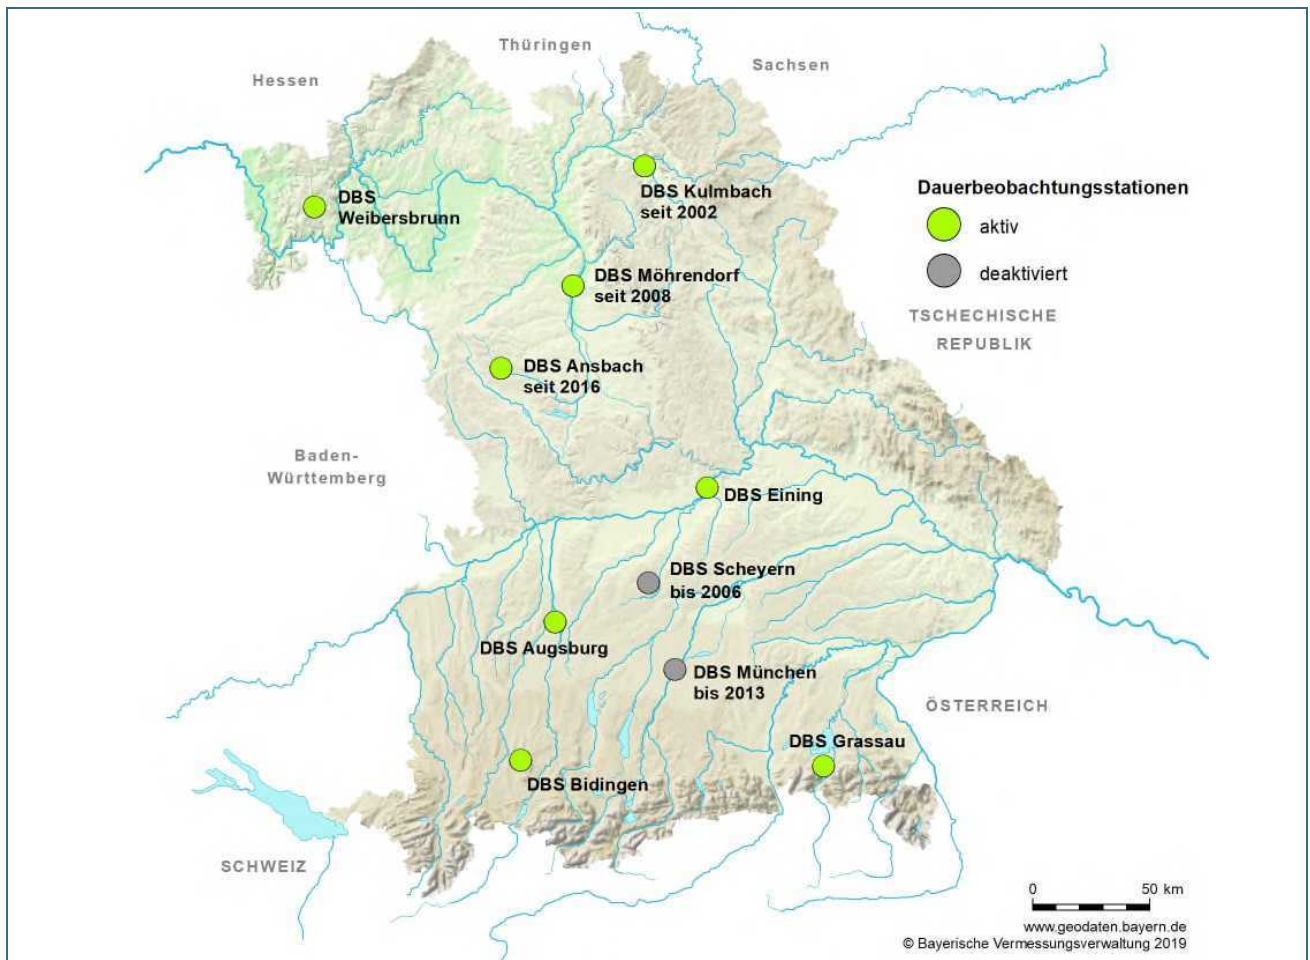 Thüringen
Sachsen
Hessen
DBS
Weibersbrunn
DBS Kulmbach
seit 2002
Dauerbeobachtungsstationen
aktiv
deaktiviert
DBS Möhrendorf
seit 2008
TSCHECHISCHE
REPUBLIK
DBS Ansbach
seit 2016
Baden-
Württemberg
DBS Eining
DBS Scheyern
bis 2006
DBS Augsburg
DBS München
bis 2013
ÖSTERREICH
DBS Grassau
DBS Bidingen
SCHWEIZ
0 50 km
www.geodaten.bayern.de
© Bayerische Vermessungsverwaltung 2019